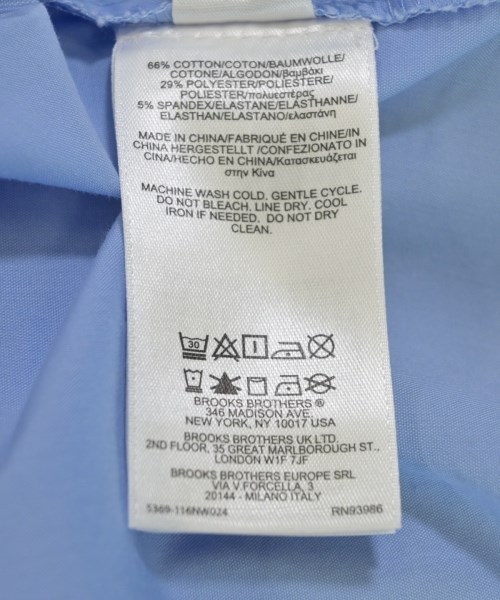 66% COTTON/COTON/BAUMWOLLE/
COTONE/ALGODON/βαμβάκι
29% POLYESTER/POLIESTERE/
POLIESTER/πολυεστέρας
5% SPANDEX/ELASTANE/ELASTHANNE/
ELASTHAN/ELASTANO/ελαστάνη
MADE IN CHINA/FABRIQUÉ EN CHINE/IN
CHINA HERGESTELLT /CONFEZIONATO IN
CINA/HECHO EN CHINA/Κατασκευάζεται
στην Κίνα
MACHINE WASH COLD. GENTLE CYCLE.
DO NOT BLEACH. LINE DRY. COOL
IRON IF NEEDED. DO NOT DRY
CLEAN.
30
BROOKS BROTHERS ®
346 MADISON AVE.
NEW YORK, NY 10017 USA
BROOKS BROTHERS UK LTD.
2ND FLOOR, 35 GREAT MARLBOROUGH ST.,
LONDON W1F 7JF
BROOKS BROTHERS EUROPE SRL
VIA V.FORCELLA, 3
20144 - MILANO ITALY
5369-116NW024 RN93986